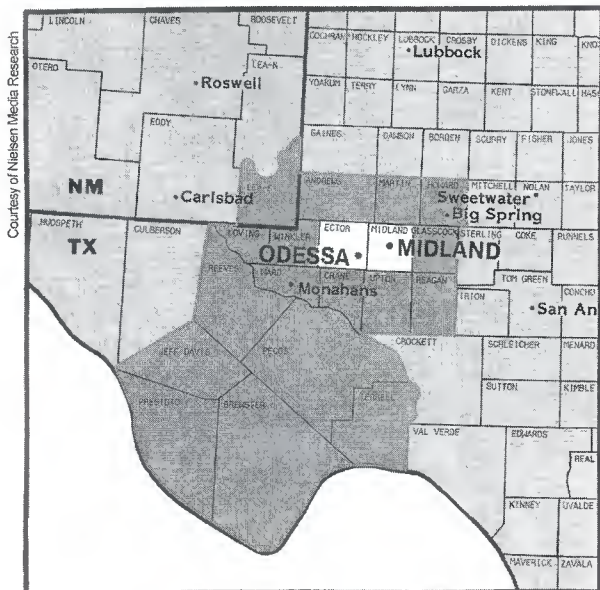 Courtesy of Nielsen Media Research
LINCOLN
CHAVES
ROOSEVELT
COCHRAN
HOCKLEY
LUBBOCK
CROSBY
DICKENS
KING
KNO
Lubbock
OTERO
LEA-N
Roswell
YOAKUM
TERRY
LYNN
GARZA
KENT
STONEWALL
HAS
EDDY
GAINES
DAWSON
BORDEN
SCURRY
FISHER
JONES
NM
Carlsbad
ANDREWS
MARTIN
HOWARD
MITCHELL
NOLAN
TAYLOR
Sweetwater
Big Spring
HUDSPETH
CULBERSON
TX
LOVING
WINKLER
ECTOR
MIDLAND
GLASSCOCK
STERLING
COKE
RUNNELS
ODESSA
MIDLAND
REEVES
WARD
CRANE
UPTON
REAGAN
TOM GREEN
Monahans
IRION
CONCHO
San An
CROCKETT
SCHLEICHER
MENARD
JEFF DAVIS
PECOS
SUTTON
KIMBLE
PRESIDIO
BREWSTER
TERRELL
VAL VERDE
EDWARDS
REAL
KINNEY
UVALDE
MAVERICK
ZAVALA